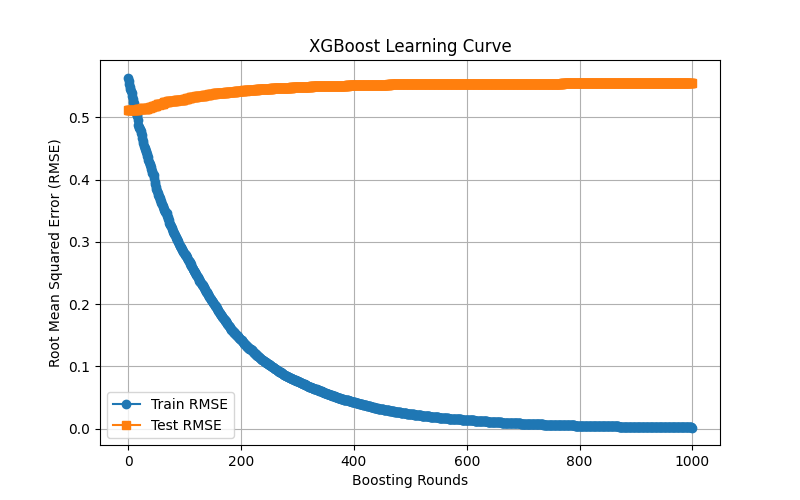 XGBoost Learning Curve
Root Mean Squared Error (RMSE)
0.5
0.4
0.3
0.2
0.1
0.0
Train RMSE
Test RMSE
0 200 400 600 800 1000
Boosting Rounds